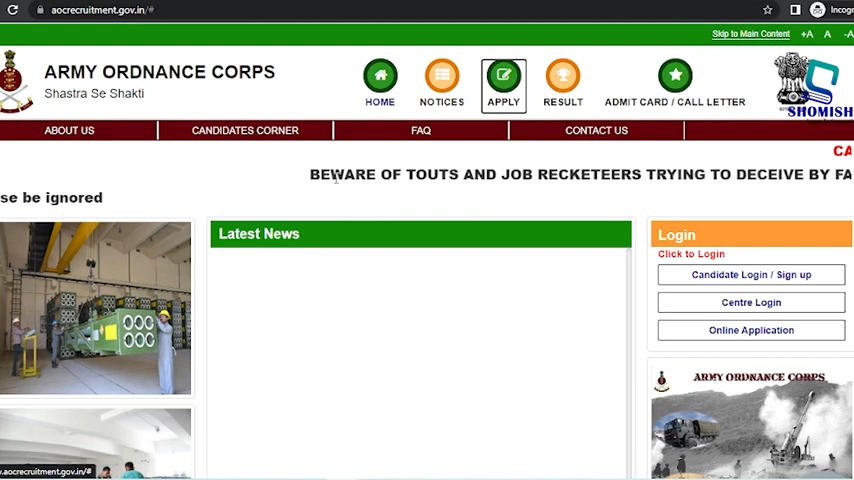 aocrecruitment.gov.in/#
Skip to Main Content +A A -A
ARMY ORDNANCE CORPS
Shastra Se Shakti
HOME NOTICES APPLY RESULT ADMIT CARD / CALL LETTER
SHOMISH
ABOUT US CANDIDATES CORNER FAQ CONTACT US
CA
BEWARE OF TOUTS AND JOB RECKETEERS TRYING TO DECEIVE BY FA
se be ignored
Latest News
Login
Click to Login
Candidate Login / Sign up
Centre Login
Online Application
ARMY ORDNANCE CORPS
.aocrecruitment.gov.in/#